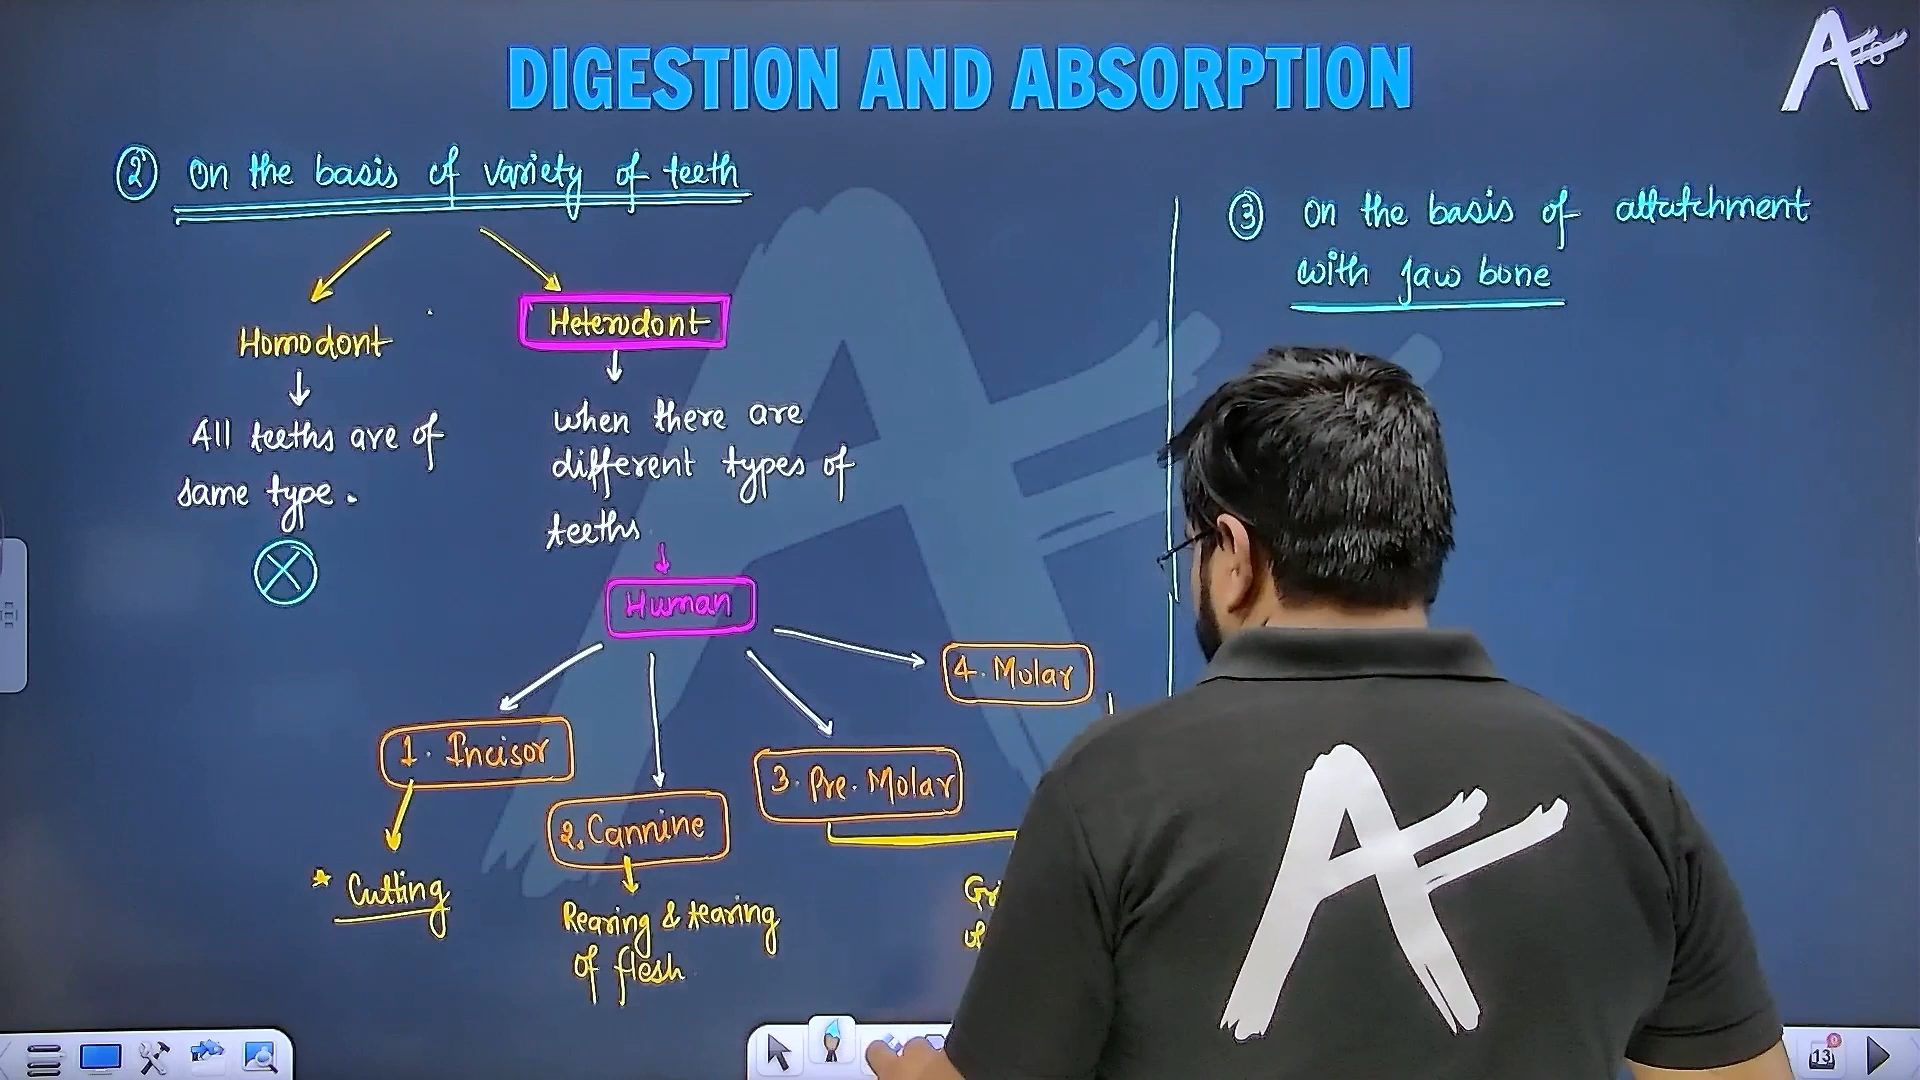 DIGESTION AND ABSORPTION
2 On the basis of variety of teeth
Homodont
All teeths are of
same type.
Heterodont
when there are
different types of
teeths
Human
1. Incisor
Cutting
2. Cannine
Rearing & tearing
of flesh
3. Pre. Molar
4. Molar
of
3 On the basis of attatchment
with jaw bone
13